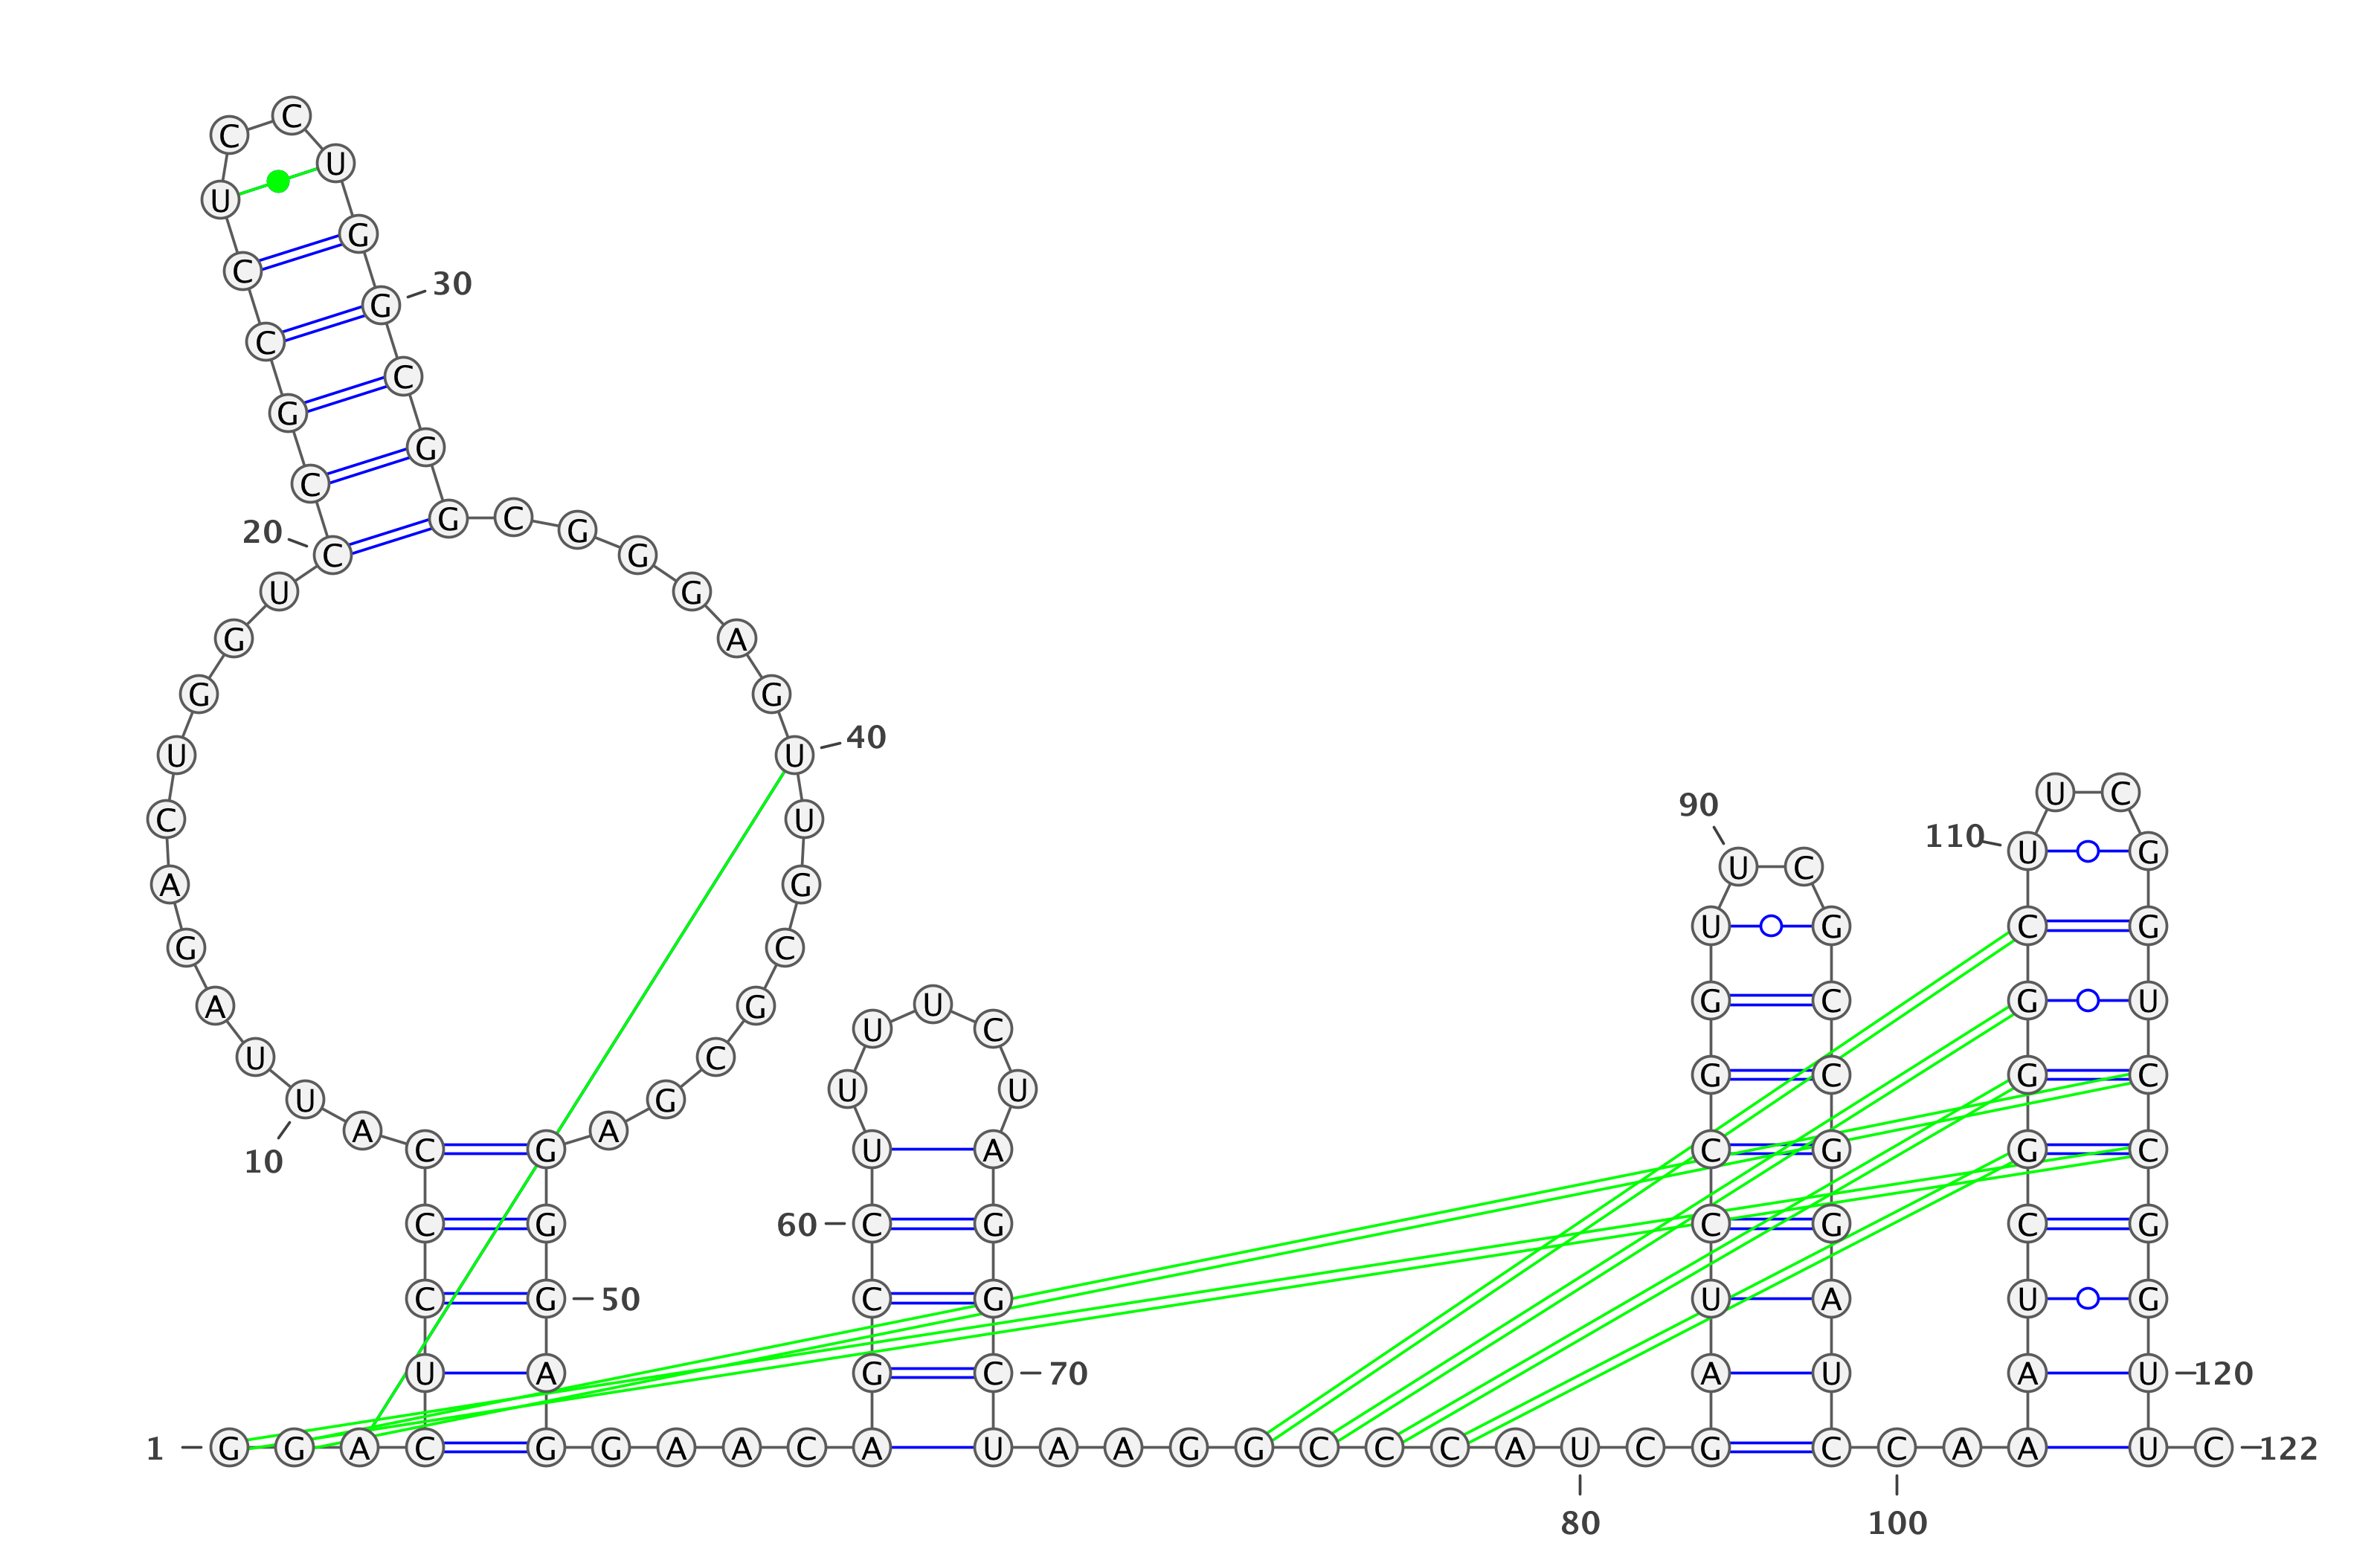 C C
U U
G
C G 30
C C
G G
C
20 C G C G G
U G
G A
G G
U U 40
U C
90 C U
110 U G
U C
A G
U G C G
G C
A G U G C G U
U C
U C
U U G C G C
U G
A A
C G U A C G G C
10
C G 60 C G C G C G
C G 50 C G U A U G
U A G C 70 A U A U 120
1 G G A C G G A A C A U A A G G C C C A U C G C C A A U C 122
80 100